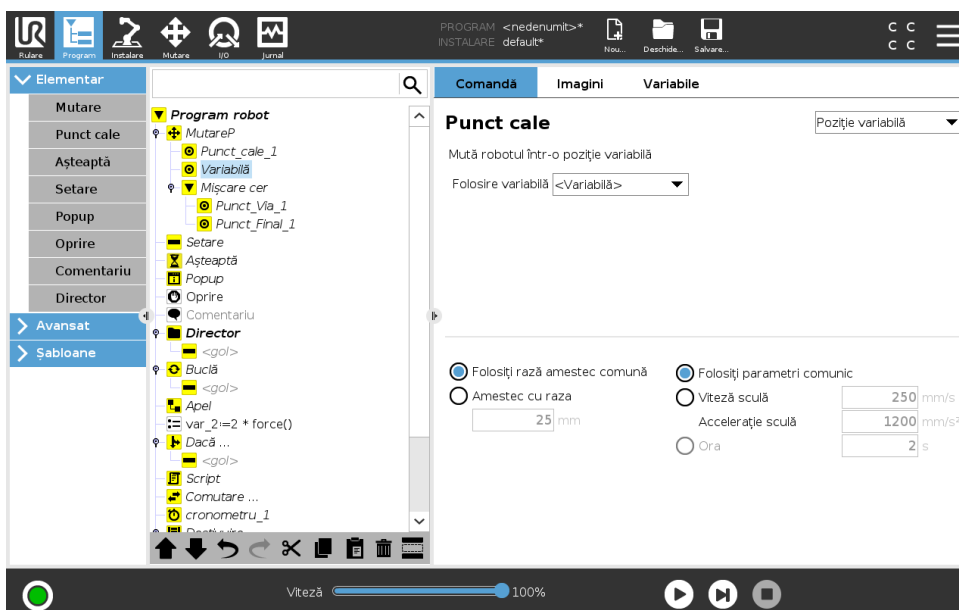 PROGRAM <nedenumit>*
INSTALARE default*
Rulare
Program
Instalare
Mutare
I/O
Jurnal
Nou...
Deschide...
Salvare...
C C
C C
Elementar
Mutare
Punct cale
Așteaptă
Setare
Popup
Oprire
Comentariu
Director
Avansat
Șabloane
Program robot
MutareP
Punct_cale_1
Variabilă
Mișcare cer
Punct_Via_1
Punct_Final_1
Setare
Așteaptă
Popup
Oprire
Comentariu
Director
<gol>
Buclă
<gol>
Apel
var_2:=2 * force()
Dacă ...
<gol>
Script
Comutare ...
cronometru_1
Comandă
Imagini
Variabile
Punct cale
Poziție variabilă
Mută robotul într-o poziție variabilă
Folosire variabilă <Variabilă>
Folosiți rază amestec comună
Amestec cu raza
25 mm
Folosiți parametri comunic
Viteză sculă 250 mm/s
Accelerație sculă 1200 mm/s²
Ora 2 s
Viteză 100%